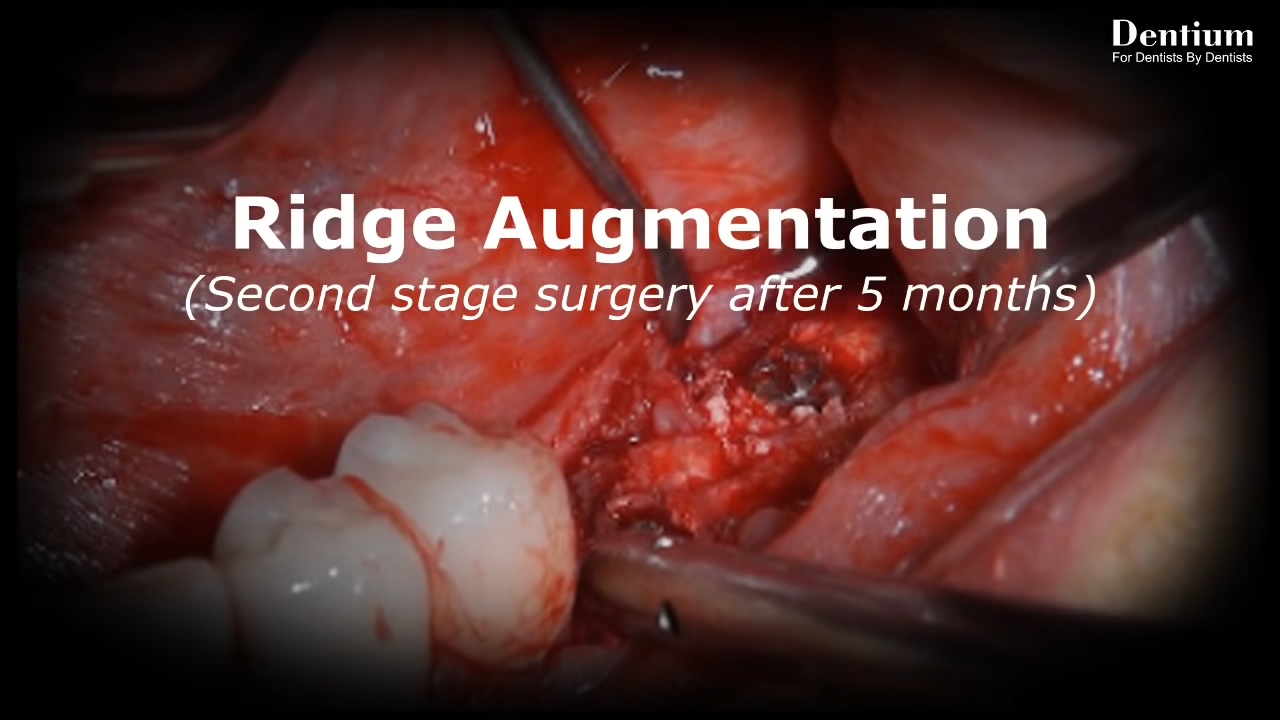 Dentium
For Dentists By Dentists
Ridge Augmentation
(Second stage surgery after 5 months)